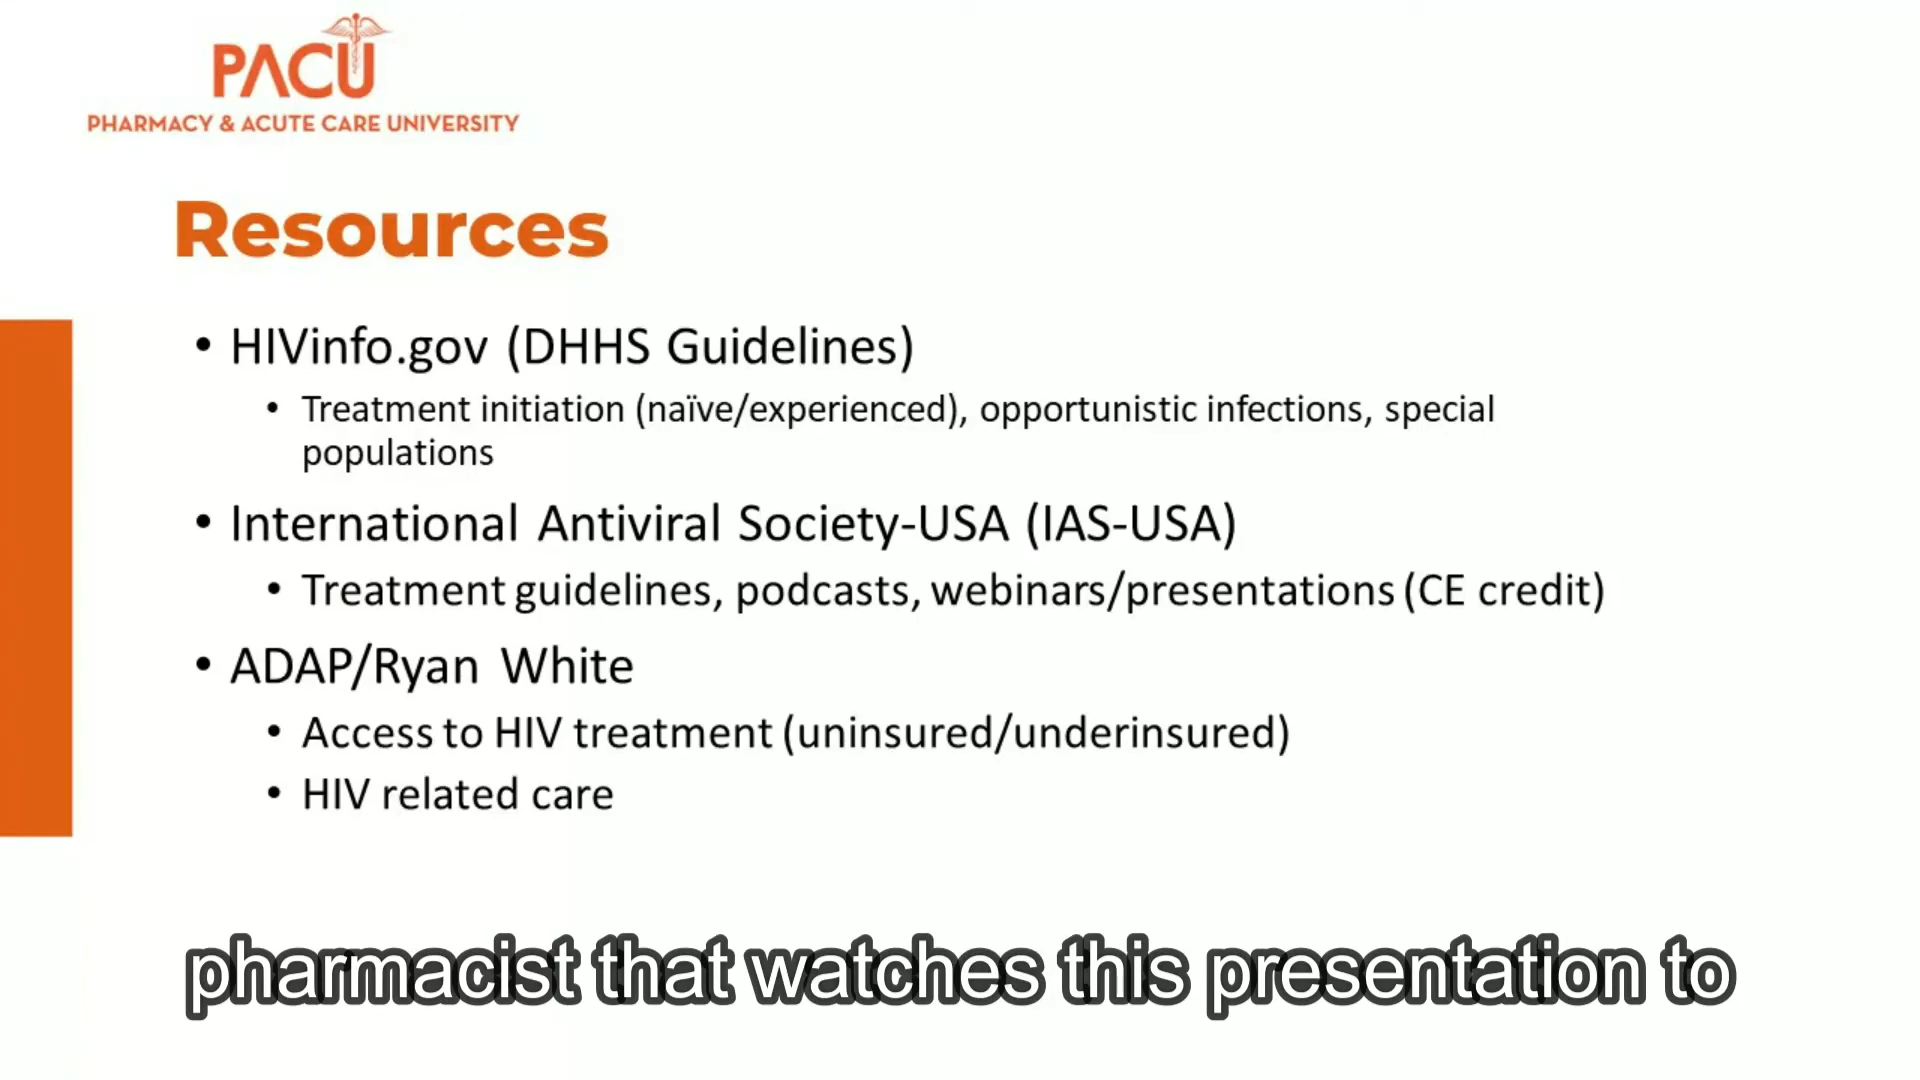 PACU
PHARMACY & ACUTE CARE UNIVERSITY
Resources
• HIVinfo.gov (DHHS Guidelines)
• Treatment initiation (naïve/experienced), opportunistic infections, special
populations
• International Antiviral Society-USA (IAS-USA)
• Treatment guidelines, podcasts, webinars/presentations (CE credit)
• ADAP/Ryan White
• Access to HIV treatment (uninsured/underinsured)
• HIV related care
pharmacist that watches this presentation to